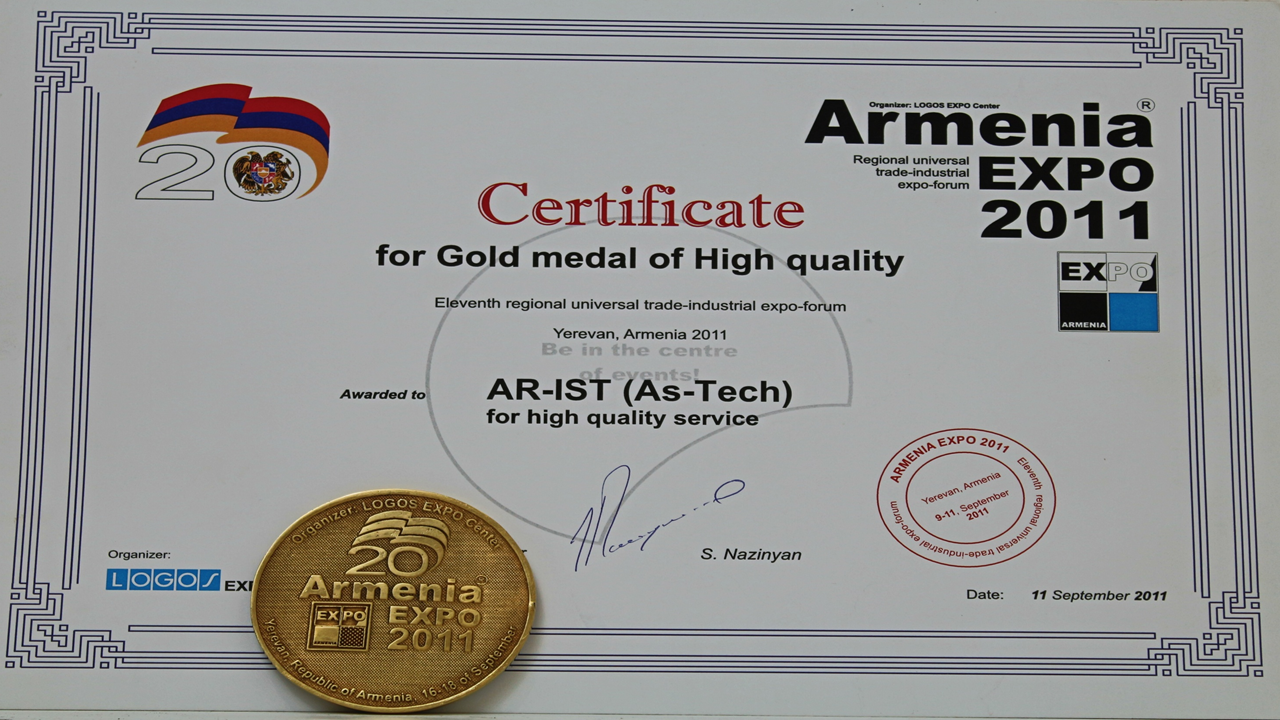 20
Organizer: LOGOS EXPO Center
Armenia®
Regional universal
trade-industrial
expo-forum
EXPO
2011
EXPO
ARMENIA
Certificate
for Gold medal of High quality
Eleventh regional universal trade-industrial expo-forum
Yerevan, Armenia 2011
Be in the centre
of events!
Awarded to
AR-IST (As-Tech)
for high quality service
ARMENIA EXPO 2011
Eleventh regional universal trade-industrial expo-forum
Yerevan, Armenia
9-11, September
2011
S. Nazinyan
Organizer:
LOGOS
Date: 11 September 2011
Organizer: LOGOS EXPO Center
20
Armenia®
EXPO
EXPO
2011
ARMENIA
Yerevan, Republic of Armenia, 16-18 of September